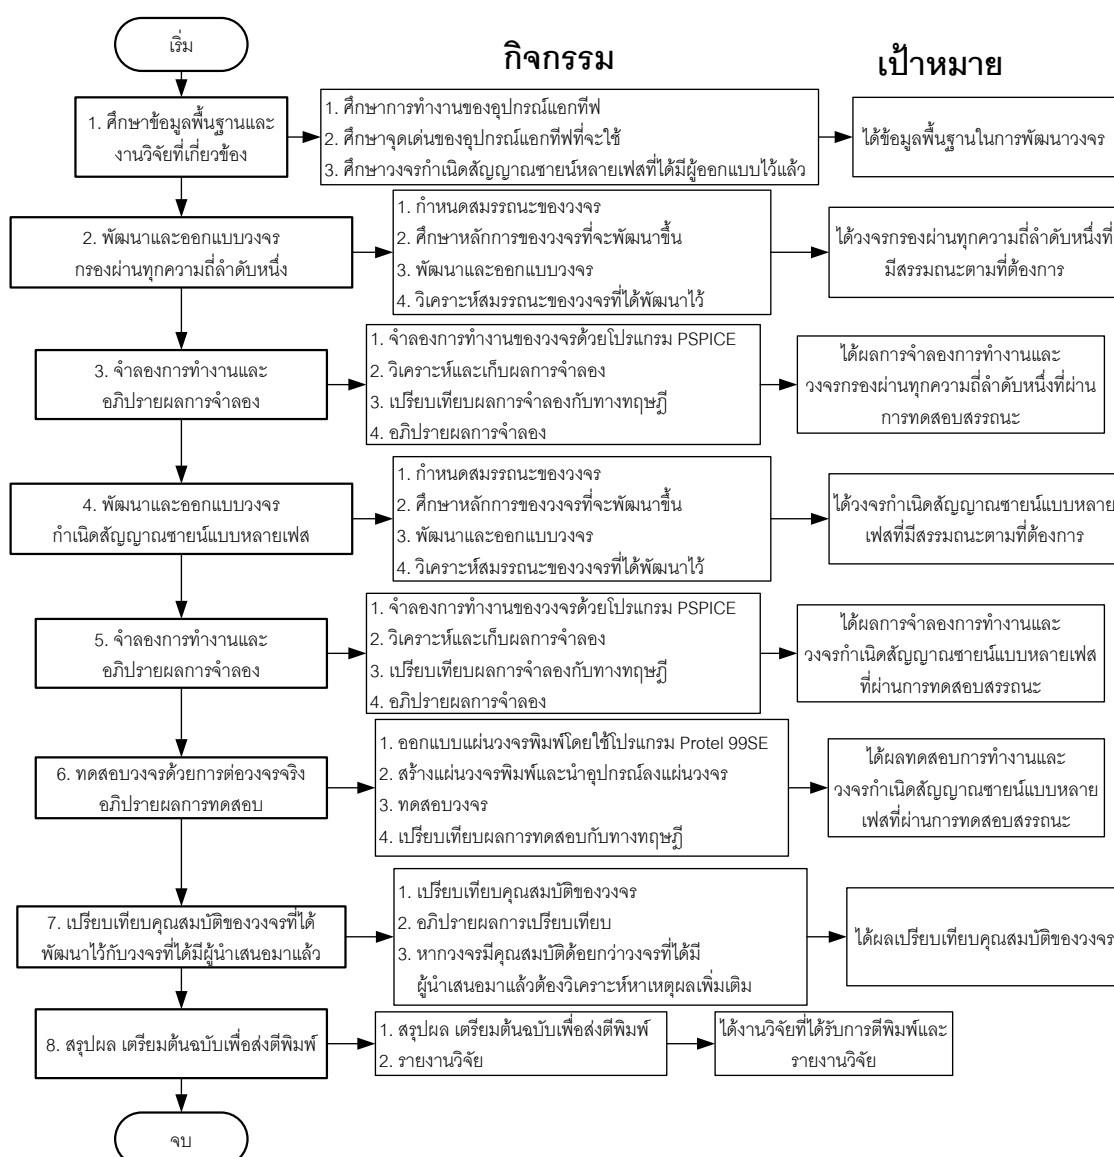 เริ่ม
กิจกรรม
เป้าหมาย
1. ศึกษาข้อมูลพื้นฐานและ
งานวิจัยที่เกี่ยวข้อง
1. ศึกษาการทำงานของอุปกรณ์แอกทีฟ
2. ศึกษาจุดเด่นของอุปกรณ์แอกทีฟที่จะใช้
3. ศึกษาวงจรกำเนิดสัญญาณซายน์หลายเฟสที่ได้มีผู้ออกแบบไว้แล้ว
ได้ข้อมูลพื้นฐานในการพัฒนาวงจร
2. พัฒนาและออกแบบวงจร
กรองผ่านทุกความถี่ลำดับหนึ่ง
1. กำหนดสมรรถนะของวงจร
2. ศึกษาหลักการของวงจรที่จะพัฒนาขึ้น
3. พัฒนาและออกแบบวงจร
4. วิเคราะห์สมรรถนะของวงจรที่ได้พัฒนาไว้
ได้วงจรกรองผ่านทุกความถี่ลำดับหนึ่งที่
มีสรรมถนะตามที่ต้องการ
3. จำลองการทำงานและ
อภิปรายผลการจำลอง
1. จำลองการทำงานของวงจรด้วยโปรแกรม PSPICE
2. วิเคราะห์และเก็บผลการจำลอง
3. เปรียบเทียบผลการจำลองกับทางทฤษฎี
4. อภิปรายผลการจำลอง
ได้ผลการจำลองการทำงานและ
วงจรกรองผ่านทุกความถี่ลำดับหนึ่งที่ผ่าน
การทดสอบสรรถนะ
4. พัฒนาและออกแบบวงจร
กำเนิดสัญญาณซายน์แบบหลายเฟส
1. กำหนดสมรรถนะของวงจร
2. ศึกษาหลักการของวงจรที่จะพัฒนาขึ้น
3. พัฒนาและออกแบบวงจร
4. วิเคราะห์สมรรถนะของวงจรที่ได้พัฒนาไว้
ได้วงจรกำเนิดสัญญาณซายน์แบบหลาย
เฟสที่มีสรรมถนะตามที่ต้องการ
5. จำลองการทำงานและ
อภิปรายผลการจำลอง
1. จำลองการทำงานของวงจรด้วยโปรแกรม PSPICE
2. วิเคราะห์และเก็บผลการจำลอง
3. เปรียบเทียบผลการจำลองกับทางทฤษฎี
4. อภิปรายผลการจำลอง
ได้ผลการจำลองการทำงานและ
วงจรกำเนิดสัญญาณซายน์แบบหลายเฟส
ที่ผ่านการทดสอบสรรถนะ
6. ทดสอบวงจรด้วยการต่อวงจรจริง
อภิปรายผลการทดสอบ
1. ออกแบบแผ่นวงจรพิมพ์โดยใช้โปรแกรม Protel 99SE
2. สร้างแผ่นวงจรพิมพ์และนำอุปกรณ์ลงแผ่นวงจร
3. ทดสอบวงจร
4. เปรียบเทียบผลการทดสอบกับทางทฤษฎี
ได้ผลทดสอบการทำงานและ
วงจรกำเนิดสัญญาณซายน์แบบหลาย
เฟสที่ผ่านการทดสอบสรรถนะ
7. เปรียบเทียบคุณสมบัติของวงจรที่ได้
พัฒนาไว้กับวงจรที่ได้มีผู้นำเสนอมาแล้ว
1. เปรียบเทียบคุณสมบัติของวงจร
2. อภิปรายผลการเปรียบเทียบ
3. หากวงจรมีคุณสมบัติด้อยกว่าวงจรที่ได้มี
ผู้นำเสนอมาแล้วต้องวิเคราะห์หาเหตุผลเพิ่มเติม
ได้ผลเปรียบเทียบคุณสมบัติของวงจร
8. สรุปผล เตรียมต้นฉบับเพื่อส่งตีพิมพ์
1. สรุปผล เตรียมต้นฉบับเพื่อส่งตีพิมพ์
2. รายงานวิจัย
ได้งานวิจัยที่ได้รับการตีพิมพ์และ
รายงานวิจัย
จบ